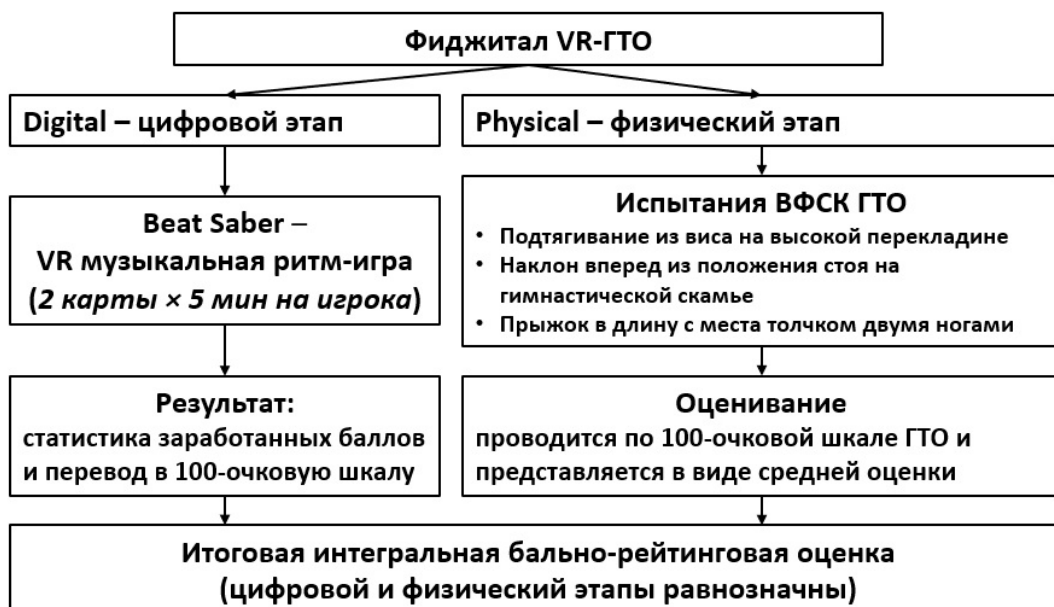 Фиджитал VR-ГТО
Digital – цифровой этап
Beat Saber –
VR музыкальная ритм-игра
(2 карты × 5 мин на игрока)
Результат:
статистика заработанных баллов
и перевод в 100-очковую шкалу
Physical – физический этап
Испытания ВФСК ГТО
• Подтягивание из виса на высокой перекладине
• Наклон вперед из положения стоя на
гимнастической скамье
• Прыжок в длину с места толчком двумя ногами
Оценивание
проводится по 100-очковой шкале ГТО и
представляется в виде средней оценки
Итоговая интегральная бально-рейтинговая оценка
(цифровой и физический этапы равнозначны)